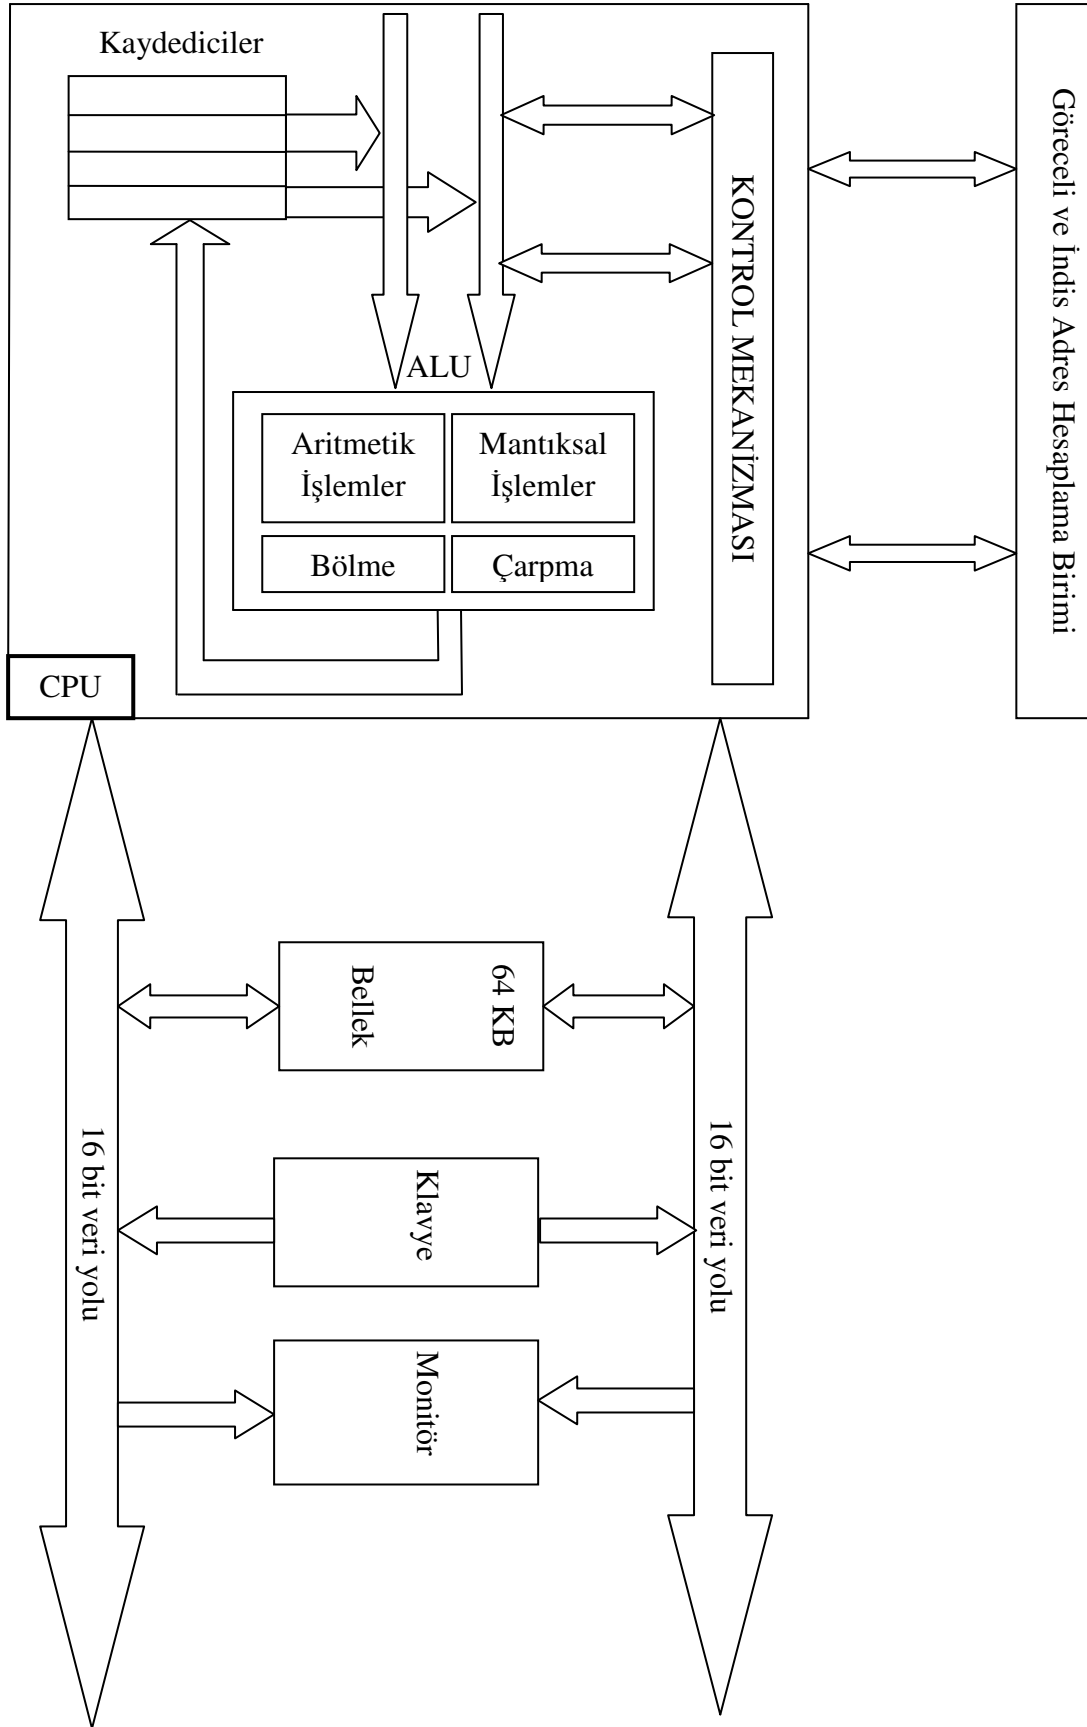 Kaydediciler
KONTROL MEKANİZMASI
Göreceli ve İndis Adres Hesaplama Birimi
ALU
Aritmetik
İşlemler
Mantıksal
İşlemler
Bölme
Çarpma
CPU
64 KB
Bellek
16 bit veri yolu
Klavye
16 bit veri yolu
Monitör